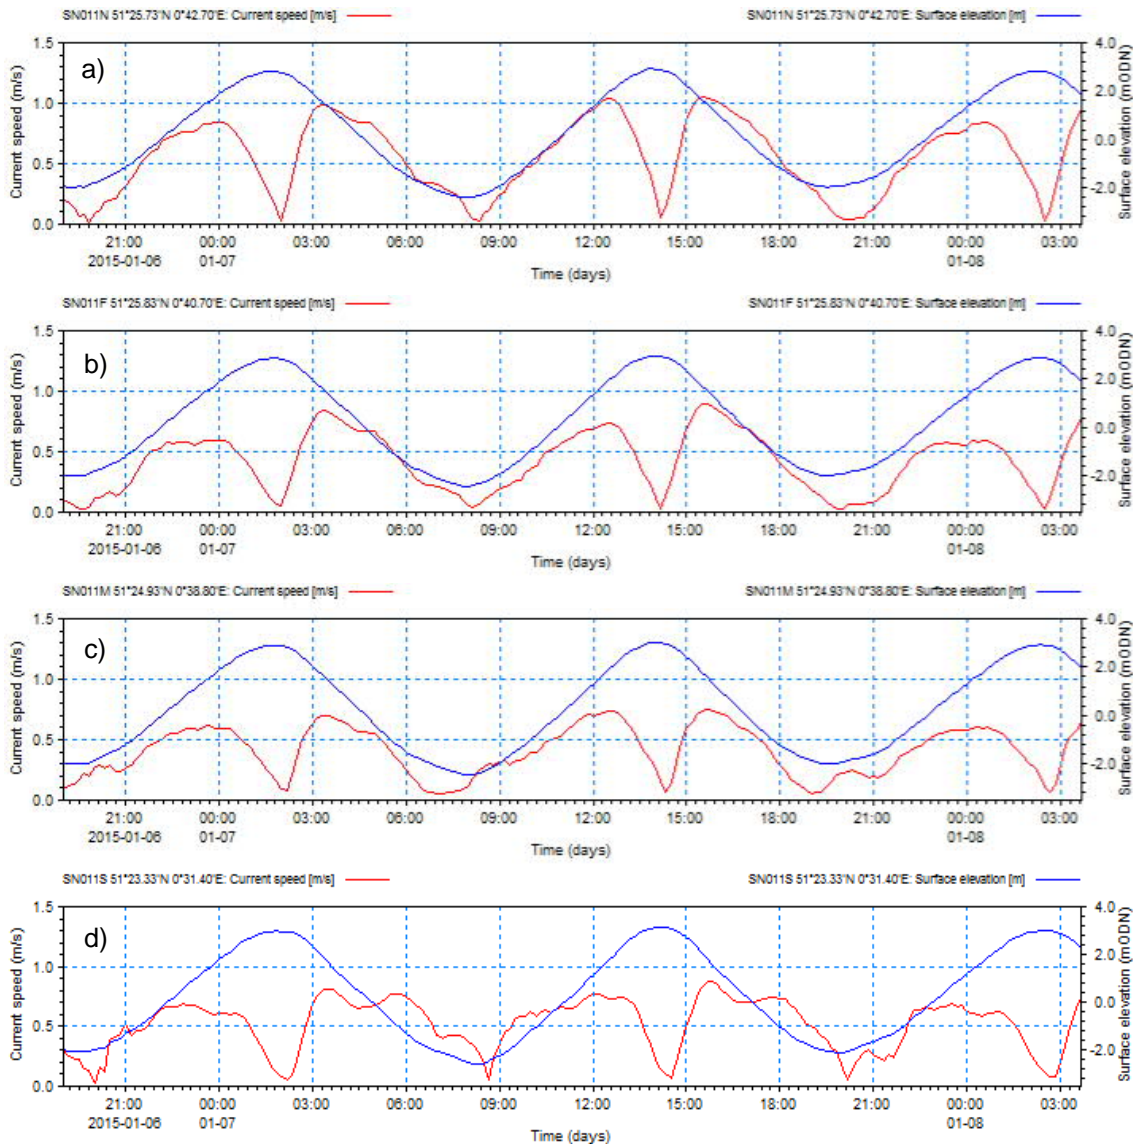 SN011N 51°25.73'N 0°42.70'E: Current speed [m/s] SN011N 51°25.73'N 0°42.70'E: Surface elevation [m]
a)
Current speed (m/s)
1.5
1.0
0.5
0.0
4.0
2.0
0.0
-2.0
Surface elevation (mODN)
21:00 00:00 03:00 06:00 09:00 12:00 15:00 18:00 21:00 00:00 03:00
2015-01-06 01-07 01-08
Time (days)
SN011F 51°25.83'N 0°40.70'E: Current speed [m/s] SN011F 51°25.83'N 0°40.70'E: Surface elevation [m]
b)
Current speed (m/s)
1.5
1.0
0.5
0.0
4.0
2.0
0.0
-2.0
Surface elevation (mODN)
21:00 00:00 03:00 06:00 09:00 12:00 15:00 18:00 21:00 00:00 03:00
2015-01-06 01-07 01-08
Time (days)
SN011M 51°24.93'N 0°38.80'E: Current speed [m/s] SN011M 51°24.93'N 0°38.80'E: Surface elevation [m]
c)
Current speed (m/s)
1.5
1.0
0.5
0.0
4.0
2.0
0.0
-2.0
Surface elevation (mODN)
21:00 00:00 03:00 06:00 09:00 12:00 15:00 18:00 21:00 00:00 03:00
2015-01-06 01-07 01-08
Time (days)
SN011S 51°23.33'N 0°31.40'E: Current speed [m/s] SN011S 51°23.33'N 0°31.40'E: Surface elevation [m]
d)
Current speed (m/s)
1.5
1.0
0.5
0.0
4.0
2.0
0.0
-2.0
Surface elevation (mODN)
21:00 00:00 03:00 06:00 09:00 12:00 15:00 18:00 21:00 00:00 03:00
2015-01-06 01-07 01-08
Time (days)